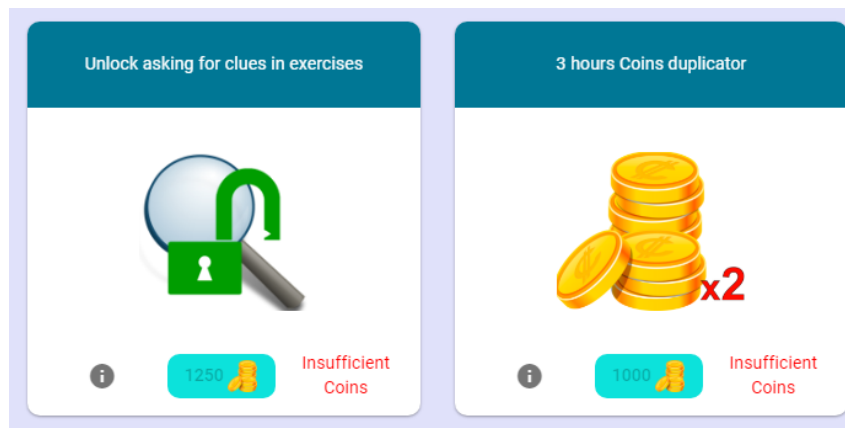 Unlock asking for clues in exercises
3 hours Coins duplicator
x2
1250
Insufficient
Coins
1000
Insufficient
Coins